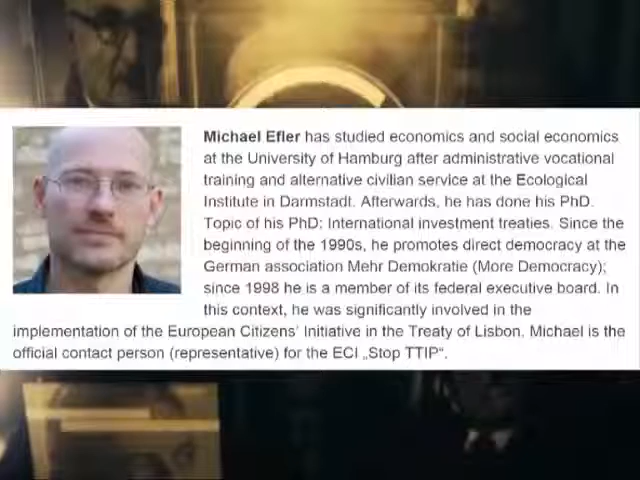 Michael Efler has studied economics and social economics
at the University of Hamburg after administrative vocational
training and alternative civilian service at the Ecological
Institute in Darmstadt. Afterwards, he has done his PhD.
Topic of his PhD: International investment treaties. Since the
beginning of the 1990s, he promotes direct democracy at the
German association Mehr Demokratie (More Democracy);
since 1998 he is a member of its federal executive board. In
this context, he was significantly involved in the
implementation of the European Citizens' Initiative in the Treaty of Lisbon. Michael is the
official contact person (representative) for the ECI „Stop TTIP“.